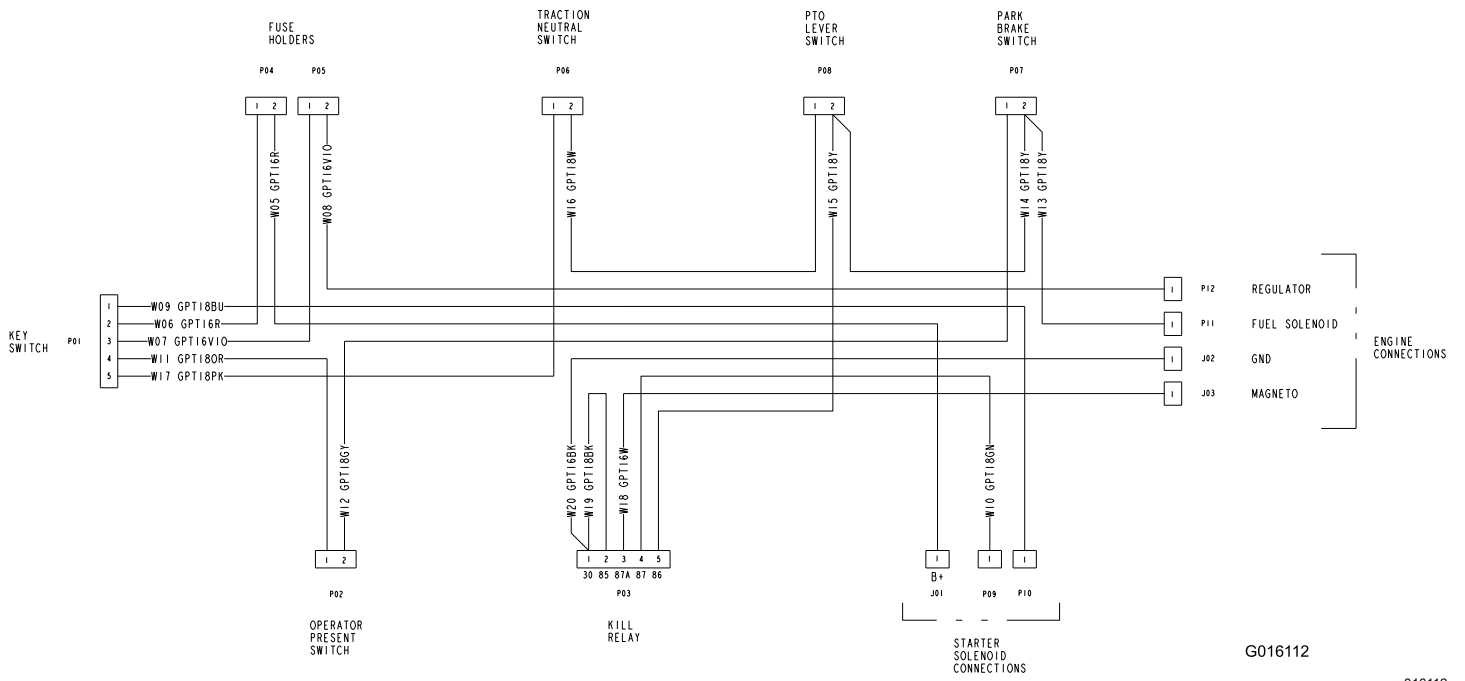 FUSE
HOLDERS
TRACTION
NEUTRAL
SWITCH
PTO
LEVER
SWITCH
PARK
BRAKE
SWITCH
P04 P05
P06
P08
P07
1 2
1 2
1 2
1 2
1 2
W05 GPT16R
W08 GPT16VIO
W16 GPT18W
W15 GPT18Y
W14 GPT18Y
W13 GPT18Y
KEY
SWITCH
P01
1 W09 GPT18BU
2 W06 GPT16R
3 W07 GPT16VIO
4 W11 GPT18OR
5 W17 GPT18PK
1 P12 REGULATOR
1 P11 FUEL SOLENOID
1 J02 GND
1 J03 MAGNETO
ENGINE
CONNECTIONS
W12 GPT18GY
W20 GPT16BK
W19 GPT18BK
W18 GPT16W
W10 GPT18GN
1 2
P02
OPERATOR
PRESENT
SWITCH
1 2 3 4 5
30 85 87A 87 86
P03
KILL
RELAY
1 1 1
B+
J01 P09 P10
STARTER
SOLENOID
CONNECTIONS
G016112